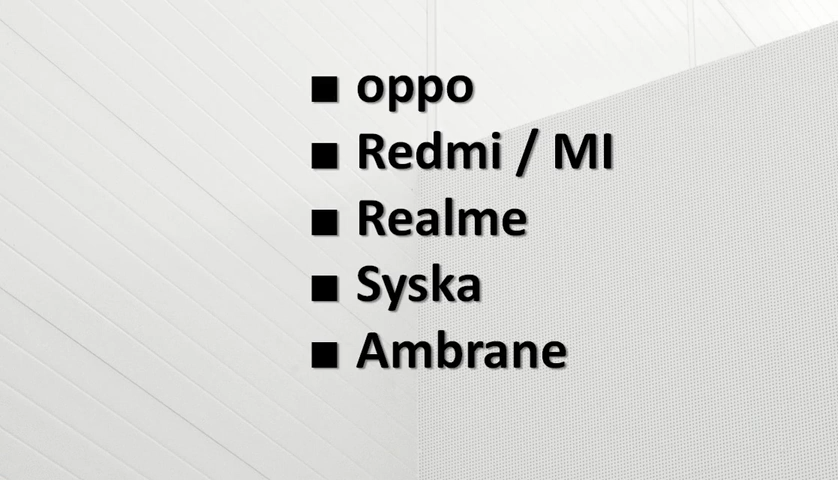 ■ oppo
■ Redmi / MI
■ Realme
■ Syska
■ Ambrane